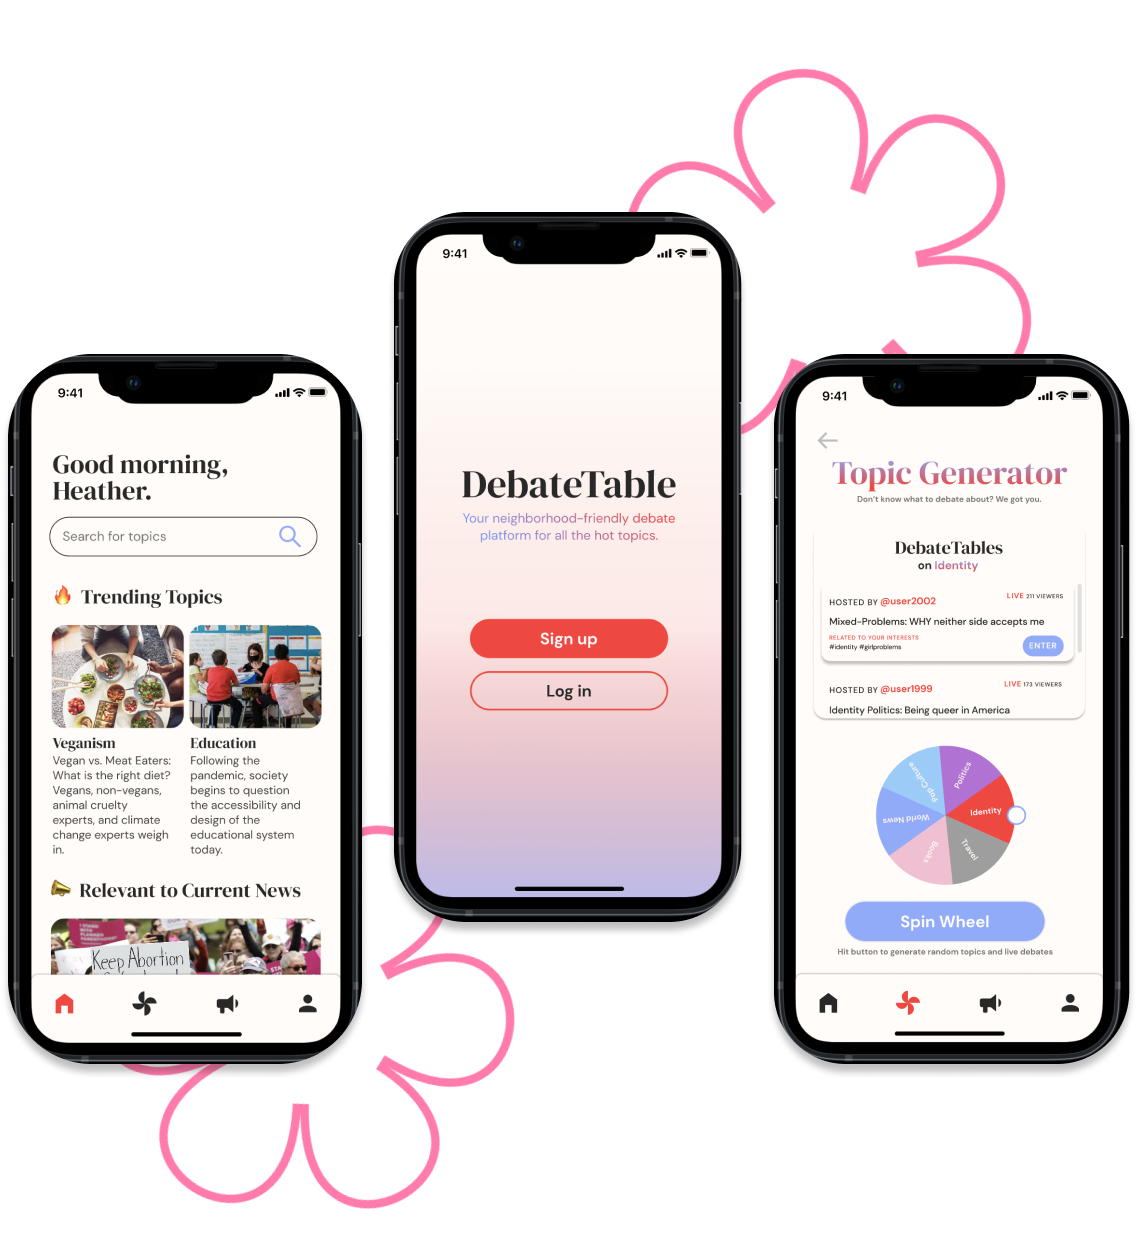 9:41
Good morning,
Heather.
Search for topics
Trending Topics
Veganism
Vegan vs. Meat Eaters:
What is the right diet?
Vegans, non-vegans,
animal cruelty
experts, and climate
change experts weigh
in.
Education
Following the
pandemic, society
begins to question
the accessibility and
design of the
educational system
today.
Relevant to Current News
I STAND
WITH
PLANNED
PARENTHOOD
Keep Abortion
9:41
DebateTable
Your neighborhood-friendly debate
platform for all the hot topics.
Sign up
Log in
9:41
Topic Generator
Don't know what to debate about? We got you.
DebateTables
on Identity
HOSTED BY @user2002
LIVE 211 VIEWERS
Mixed-Problems: WHY neither side accepts me
RELATED TO YOUR INTERESTS
#identity #girlproblems
ENTER
HOSTED BY @user1999
LIVE 173 VIEWERS
Identity Politics: Being queer in America
Pop Culture
Politics
Identity
Travel
Books
World News
Spin Wheel
Hit button to generate random topics and live debates